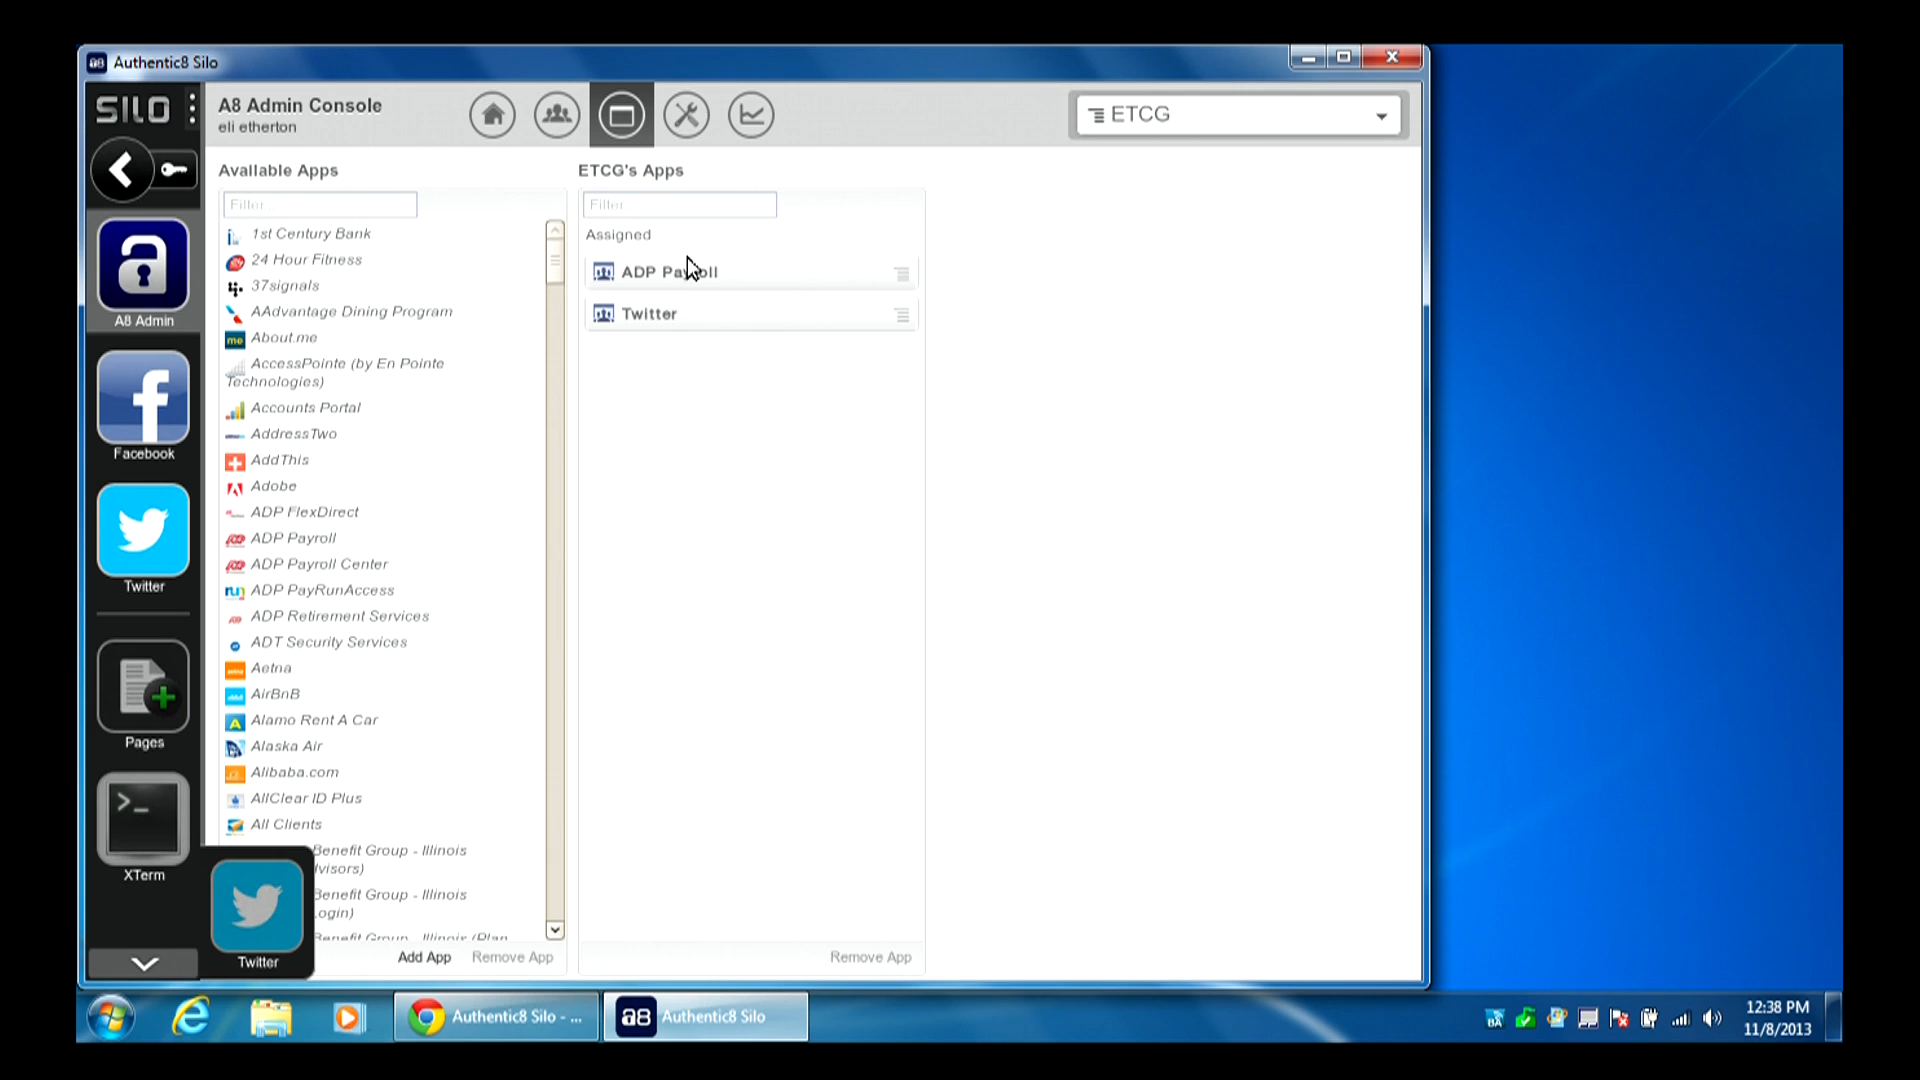 Authentic8 Silo
SILO
A8 Admin Console
eli etherton
ETCG
Available Apps
ETCG's Apps
Filter
Filter
Assigned
ADP Payroll
Twitter
1st Century Bank
24 Hour Fitness
37signals
AAdvantage Dining Program
About.me
AccessPointe (by En Pointe
Technologies)
Accounts Portal
AddressTwo
AddThis
Adobe
ADP FlexDirect
ADP Payroll
ADP Payroll Center
ADP PayRunAccess
ADP Retirement Services
ADT Security Services
Aetna
AirBnB
Alamo Rent A Car
Alaska Air
Alibaba.com
AllClear ID Plus
All Clients
Benefit Group - Illinois
Benefit Group - Illinois
Benefit Group - Illinois (Plan
Add App
Remove App
Remove App
A8 Admin
Facebook
Twitter
Pages
XTerm
Twitter
Authentic8 Silo - ...
a8
Authentic8 Silo
12:38 PM
11/8/2013